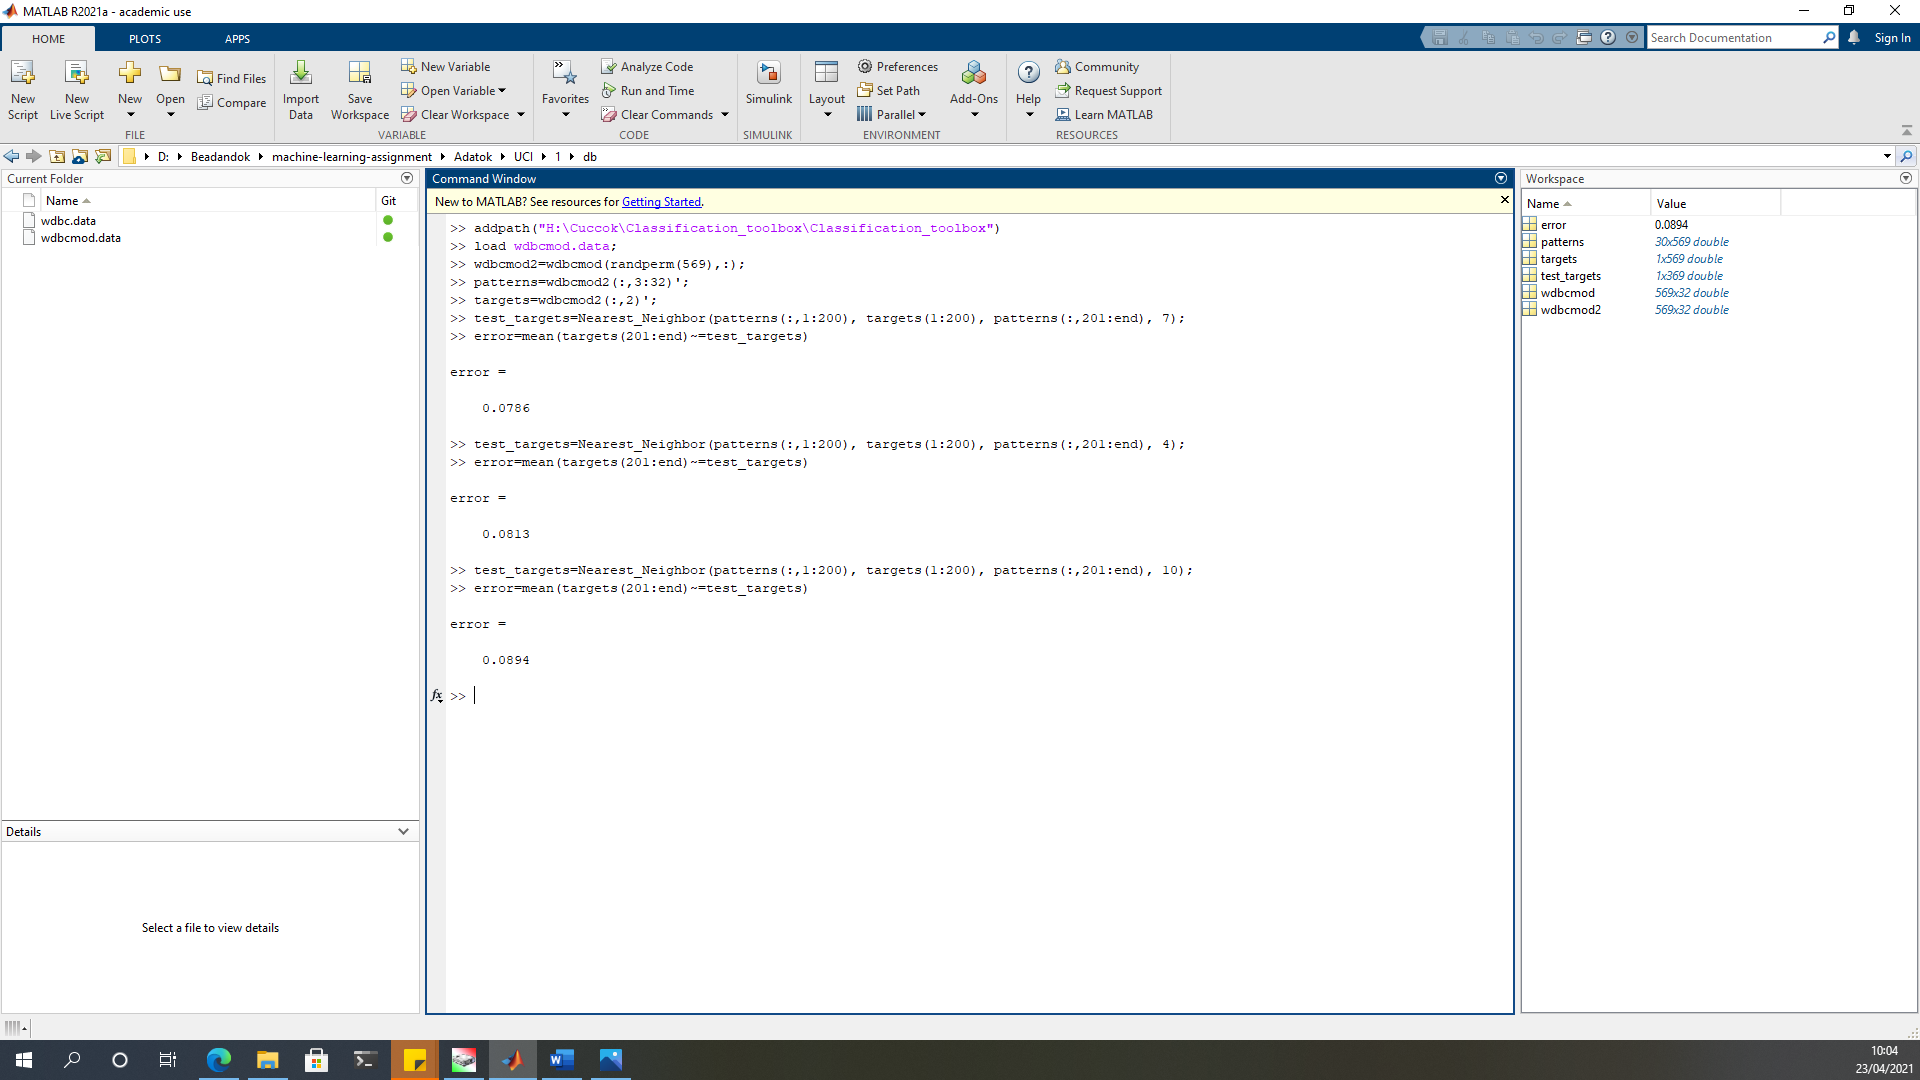 MATLAB R2021a - academic use
HOME PLOTS APPS
Search Documentation
Sign In
New Script
New Live Script
New
Open
Find Files
Compare
FILE
Import Data
Save Workspace
New Variable
Open Variable
Clear Workspace
VARIABLE
Favorites
Analyze Code
Run and Time
Clear Commands
CODE
Simulink
SIMULINK
Layout
Preferences
Set Path
Parallel
Add-Ons
ENVIRONMENT
Help
Community
Request Support
Learn MATLAB
RESOURCES
D: Beadandok machine-learning-assignment Adatok UCI 1 db
Current Folder
Name Git
wdbc.data
wdbcmod.data
Details
Select a file to view details
Command Window
New to MATLAB? See resources for Getting Started.
>> addpath("H:\Cuccok\Classification_toolbox\Classification_toolbox")
>> load wdbcmod.data;
>> wdbcmod2=wdbcmod(randperm(569),:);
>> patterns=wdbcmod2(:,3:32)';
>> targets=wdbcmod2(:,2)';
>> test_targets=Nearest_Neighbor(patterns(:,1:200), targets(1:200), patterns(:,201:end), 7);
>> error=mean(targets(201:end)~=test_targets)
error =
0.0786
>> test_targets=Nearest_Neighbor(patterns(:,1:200), targets(1:200), patterns(:,201:end), 4);
>> error=mean(targets(201:end)~=test_targets)
error =
0.0813
>> test_targets=Nearest_Neighbor(patterns(:,1:200), targets(1:200), patterns(:,201:end), 10);
>> error=mean(targets(201:end)~=test_targets)
error =
0.0894
fx >>
Workspace
Name Value
error 0.0894
patterns 30x569 double
targets 1x569 double
test_targets 1x369 double
wdbcmod 569x32 double
wdbcmod2 569x32 double
10:04
23/04/2021